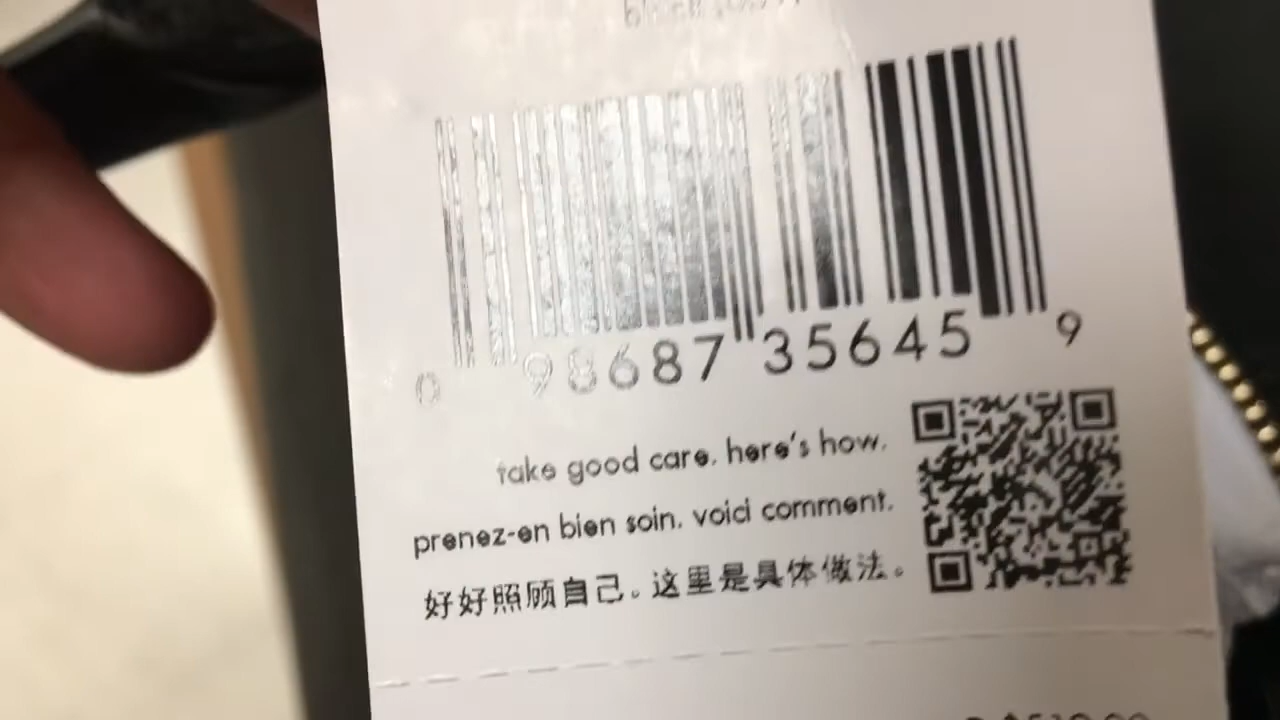 0 98687 35645 9
take good care. here's how.
prenez-en bien soin. voici comment.
好好照顾自己。这里是具体做法。